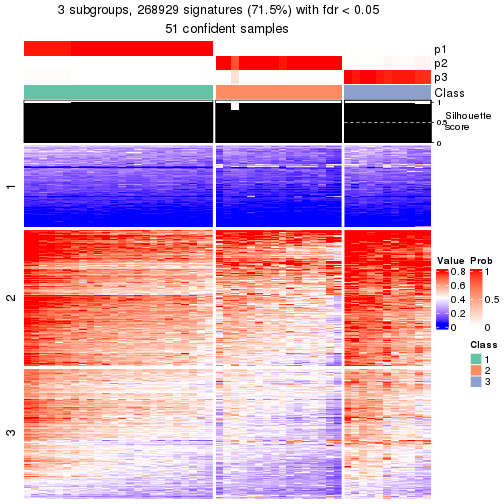 3 subgroups, 268929 signatures (71.5%) with fdr < 0.05
51 confident samples
p1
p2
p3
Class
1
0.5
0
Silhouette
score
1
2
3
Value
0.8
0.6
0.4
0.2
0
Prob
1
0.5
0
Class
1
2
3